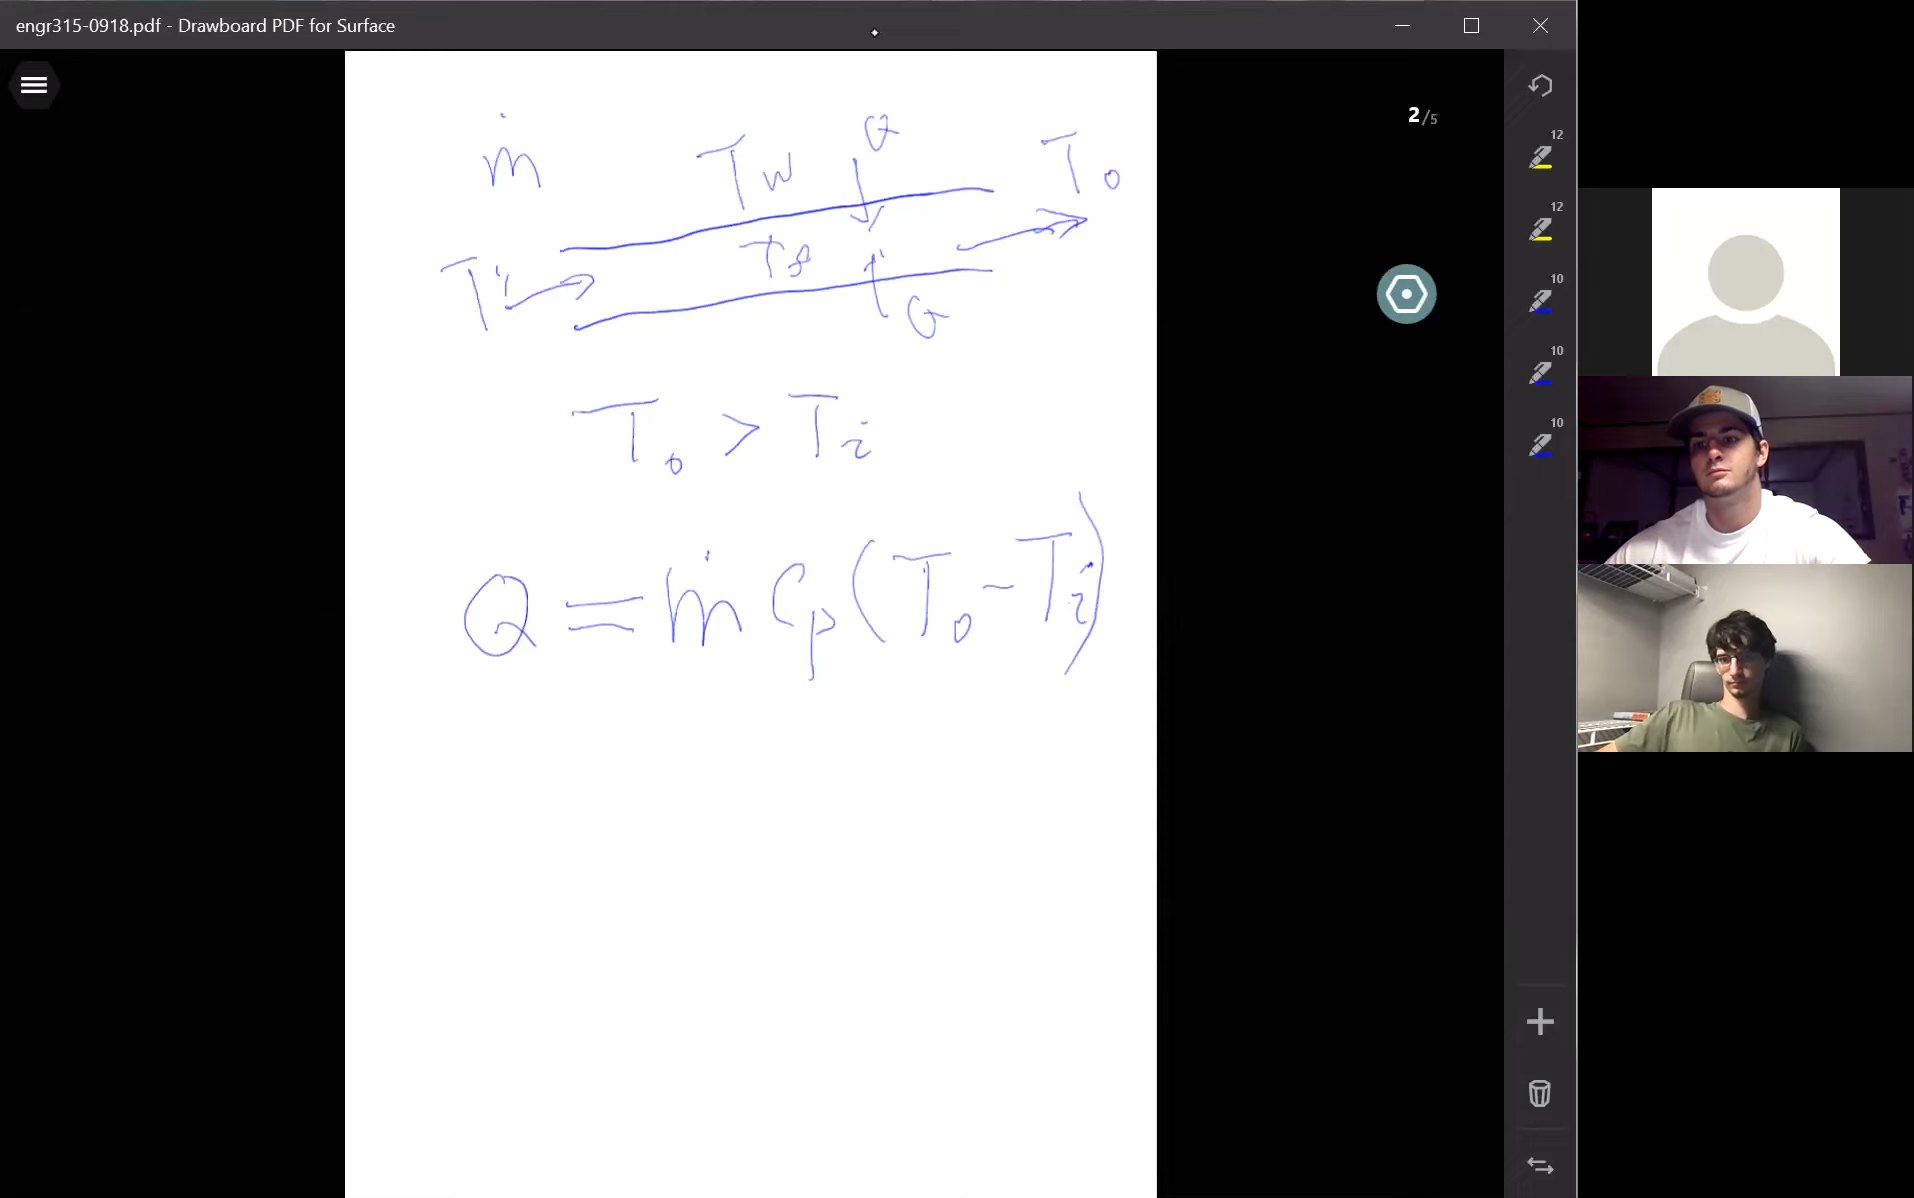 engr315-0918.pdf - Drawboard PDF for Surface
2/5
ṁ Tw Q To
Ti Tf
Q
To > Ti
Q = ṁ Cp (To - Ti)
12
12
10
10
10